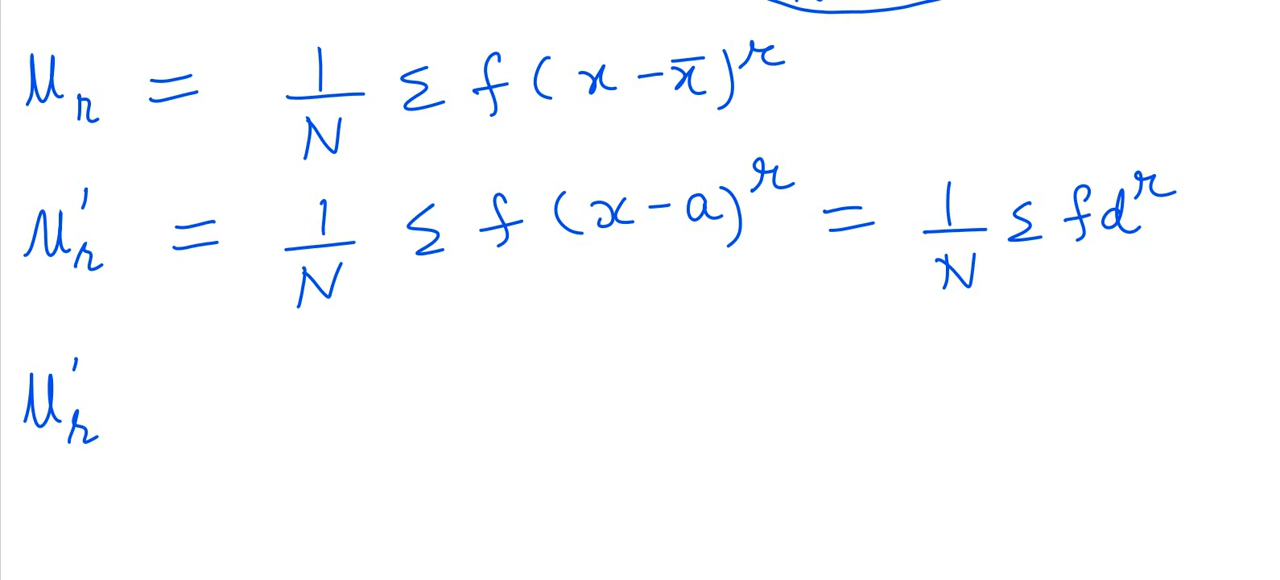 μr = 1/N Σ f(x - x̄)^r
μ'r = 1/N Σ f(x - a)^r = 1/N Σ fd^r
μ'r